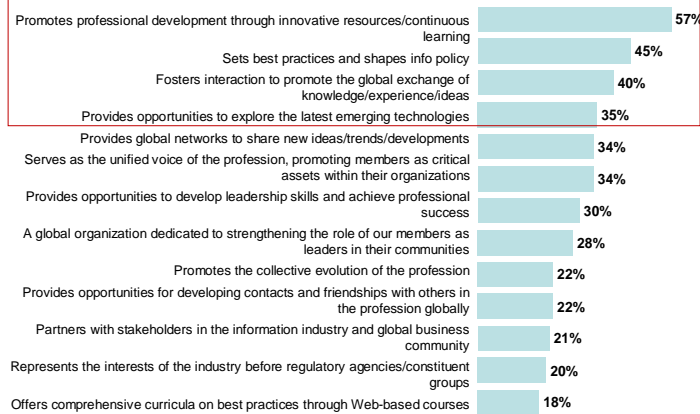 Promotes professional development through innovative resources/continuous
learning
57%
Sets best practices and shapes info policy
45%
Fosters interaction to promote the global exchange of
knowledge/experience/ideas
40%
Provides opportunities to explore the latest emerging technologies
35%
Provides global networks to share new ideas/trends/developments
34%
Serves as the unified voice of the profession, promoting members as critical
assets within their organizations
34%
Provides opportunities to develop leadership skills and achieve professional
success
30%
A global organization dedicated to strengthening the role of our members as
leaders in their communities
28%
Promotes the collective evolution of the profession
22%
Provides opportunities for developing contacts and friendships with others in
the profession globally
22%
Partners with stakeholders in the information industry and global business
community
21%
Represents the interests of the industry before regulatory agencies/constituent
groups
20%
Offers comprehensive curricula on best practices through Web-based courses
18%